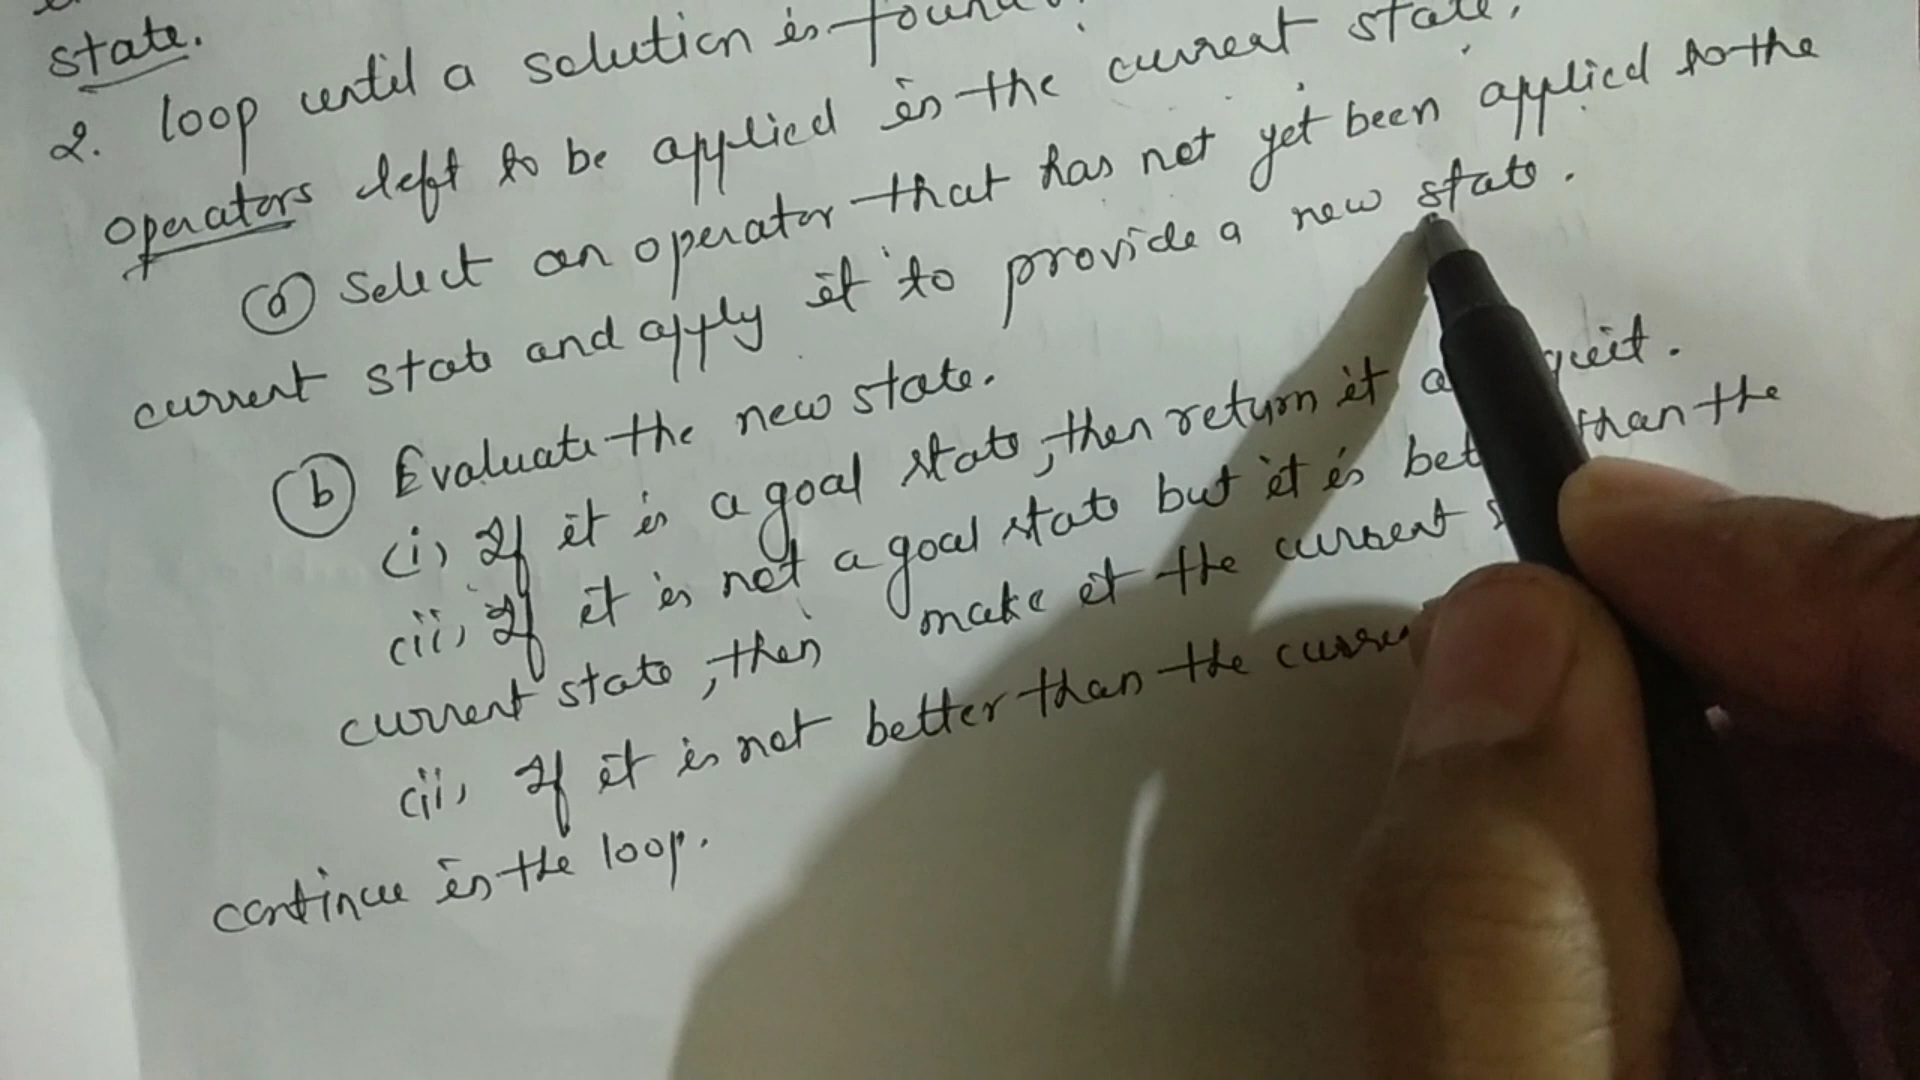 state.
2. loop until a solution is found
operators left to be applied in the current state.
(a) Select an operator that has not yet been applied to the
current state and apply it to provide a new state.
(b) Evaluate the new state.
(i) If it is a goal state, then return it quit.
(ii) If it is not a goal state but it is than the
current state, then make it the current
(ii) If it is not better than the
continue in the loop.